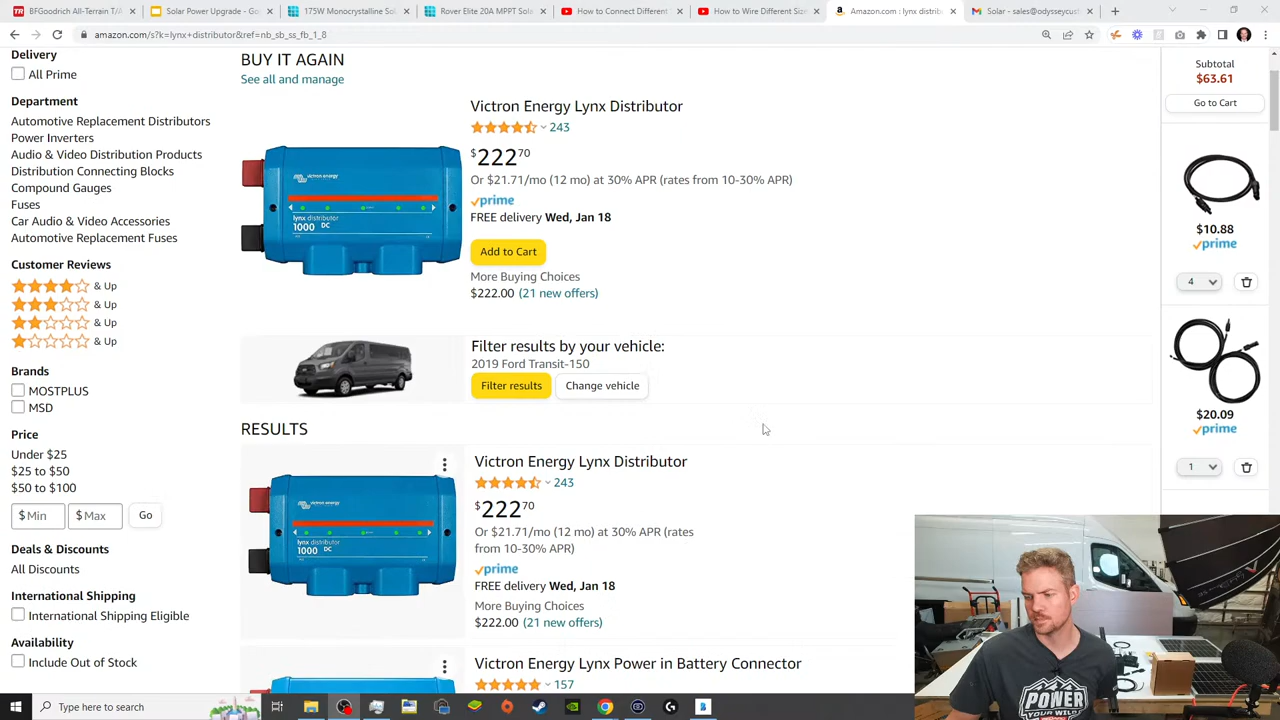 BFGoodrich All-Terrain T/A
Solar Power Upgrade - Go
175W Monocrystalline Sola
Rover Elite 20A MPPT Sola
How to Connect Different
How to Wire Different Size
Amazon.com : lynx distrib
Solar - sales@odysseycust
amazon.com/s?k=lynx+distributor&ref=nb_sb_ss_fb_1_8
Delivery
All Prime
Department
Automotive Replacement Distributors
Power Inverters
Audio & Video Distribution Products
Distribution Connecting Blocks
Compound Gauges
Fuses
Car Audio & Video Accessories
Automotive Replacement Fuses
Customer Reviews
& Up
& Up
& Up
& Up
Brands
MOSTPLUS
MSD
Price
Under $25
$25 to $50
$50 to $100
$ Min
$ Max
Go
Deals & Discounts
All Discounts
International Shipping
International Shipping Eligible
Availability
Include Out of Stock
BUY IT AGAIN
See all and manage
victron energy
lynx distributor
1000 DC
Victron Energy Lynx Distributor
243
$222 70
Or $21.71/mo (12 mo) at 30% APR (rates from 10-30% APR)
prime
FREE delivery Wed, Jan 18
Add to Cart
More Buying Choices
$222.00 (21 new offers)
Filter results by your vehicle:
2019 Ford Transit-150
Filter results
Change vehicle
RESULTS
victron energy
lynx distributor
1000 DC
Victron Energy Lynx Distributor
243
$222 70
Or $21.71/mo (12 mo) at 30% APR (rates
from 10-30% APR)
prime
FREE delivery Wed, Jan 18
More Buying Choices
$222.00 (21 new offers)
Victron Energy Lynx Power in Battery Connector
157
Subtotal
$63.61
Go to Cart
$10.88
prime
4
$20.09
prime
1
POWER
YOUR
Type here to search